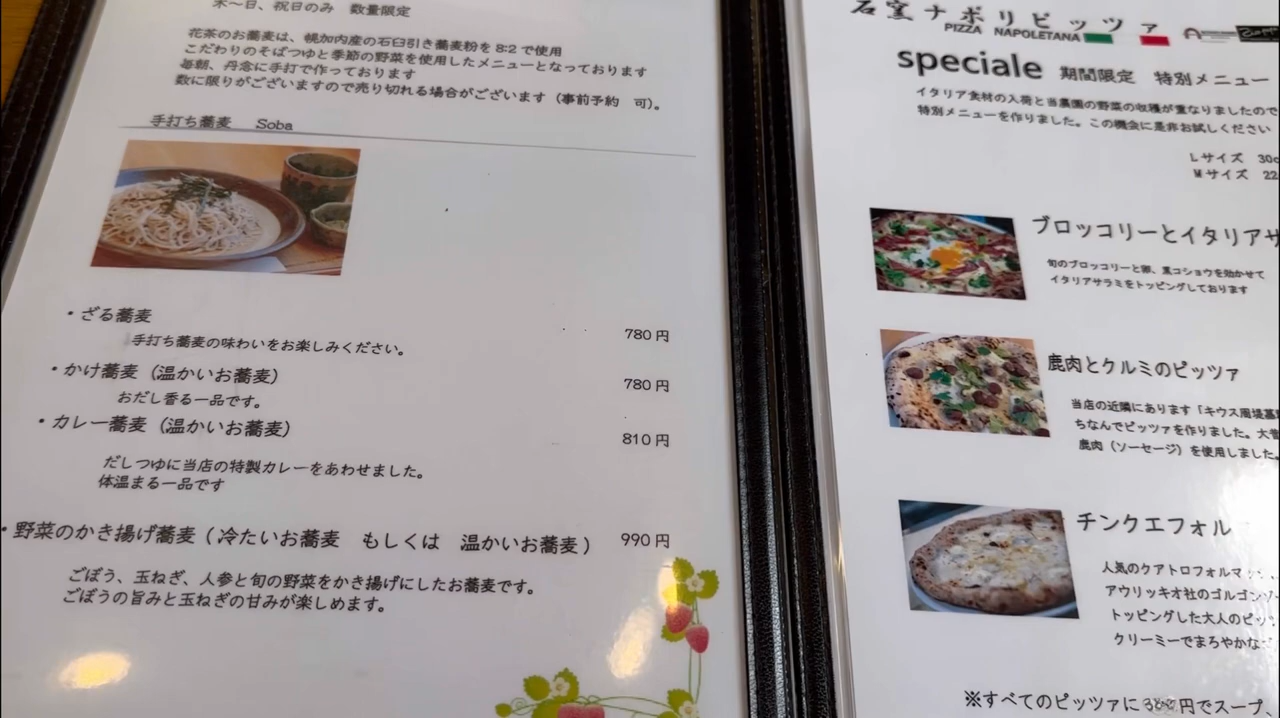 木〜日、祝日のみ　数量限定
花茶のお蕎麦は、幌加内産の石臼引き蕎麦粉を8:2で使用
こだわりのそばつゆと季節の野菜を使用したメニューとなっております
毎朝、丹念に手打で作っております
数に限りがございますので売り切れる場合がございます（事前予約　可）。
手打ち蕎麦　Soba
・ざる蕎麦　780円
手打ち蕎麦の味わいをお楽しみください。
・かけ蕎麦（温かいお蕎麦）　780円
おだし香る一品です。
・カレー蕎麦（温かいお蕎麦）　810円
だしつゆに当店の特製カレーをあわせました。
体温まる一品です
・野菜のかき揚げ蕎麦（冷たいお蕎麦　もしくは　温かいお蕎麦）　990円
ごぼう、玉ねぎ、人参と旬の野菜をかき揚げにしたお蕎麦です。
ごぼうの旨みと玉ねぎの甘みが楽しめます。
石窯ナポリピッツァ
PIZZA NAPOLETANA
speciale　期間限定　特別メニュー
イタリア食材の入荷と当農園の野菜の収穫が重なりましたので
特別メニューを作りました。この機会に是非お試しください
Lサイズ　30c
Mサイズ　22
ブロッコリーとイタリアサ
旬のブロッコリーと卵、黒コショウを効かせて
イタリアサラミをトッピングしております
鹿肉とクルミのピッツァ
当店の近隣にあります「キウス周堤墓
ちなんでピッツァを作りました。大
鹿肉（ソーセージ）を使用しました。
チンクエフォル
人気のクアトロフォルマ
アウリッキオ社のゴルゴンゾ
トッピングした大人のピッ
クリーミーでまろやかな
※すべてのピッツァに 円でスープ、